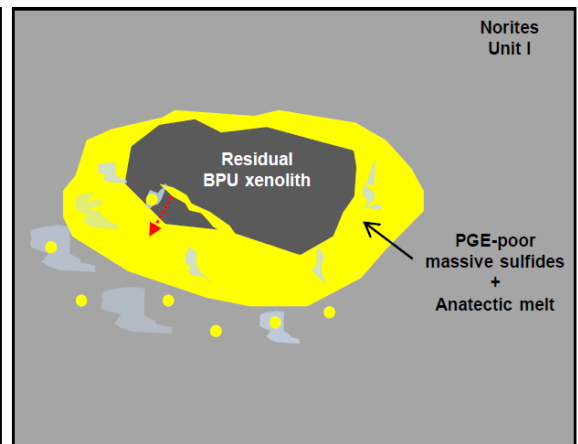 Norites
Unit I
Residual
BPU xenolith
PGE-poor
massive sulfides
+
Anatectic melt